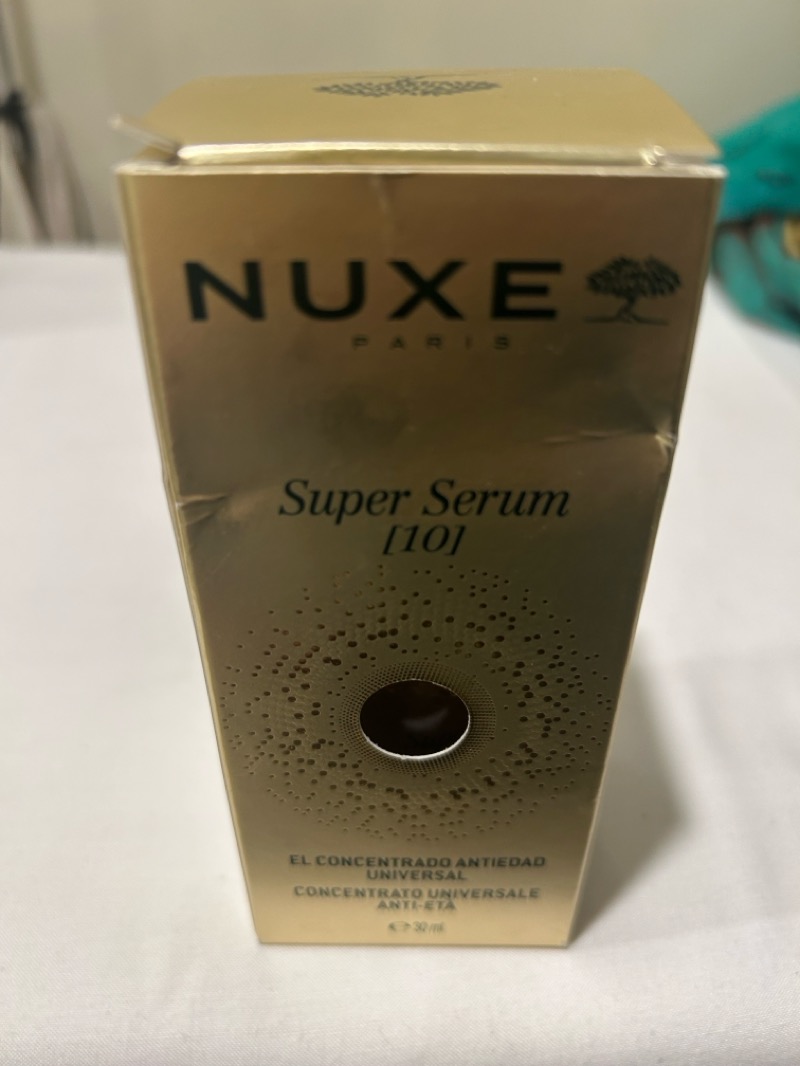 NUXE
PARIS
Super Serum
[10]
EL CONCENTRADO ANTIEDAD
UNIVERSAL
CONCENTRATO UNIVERSALE
ANTI-ETÀ
30 ml